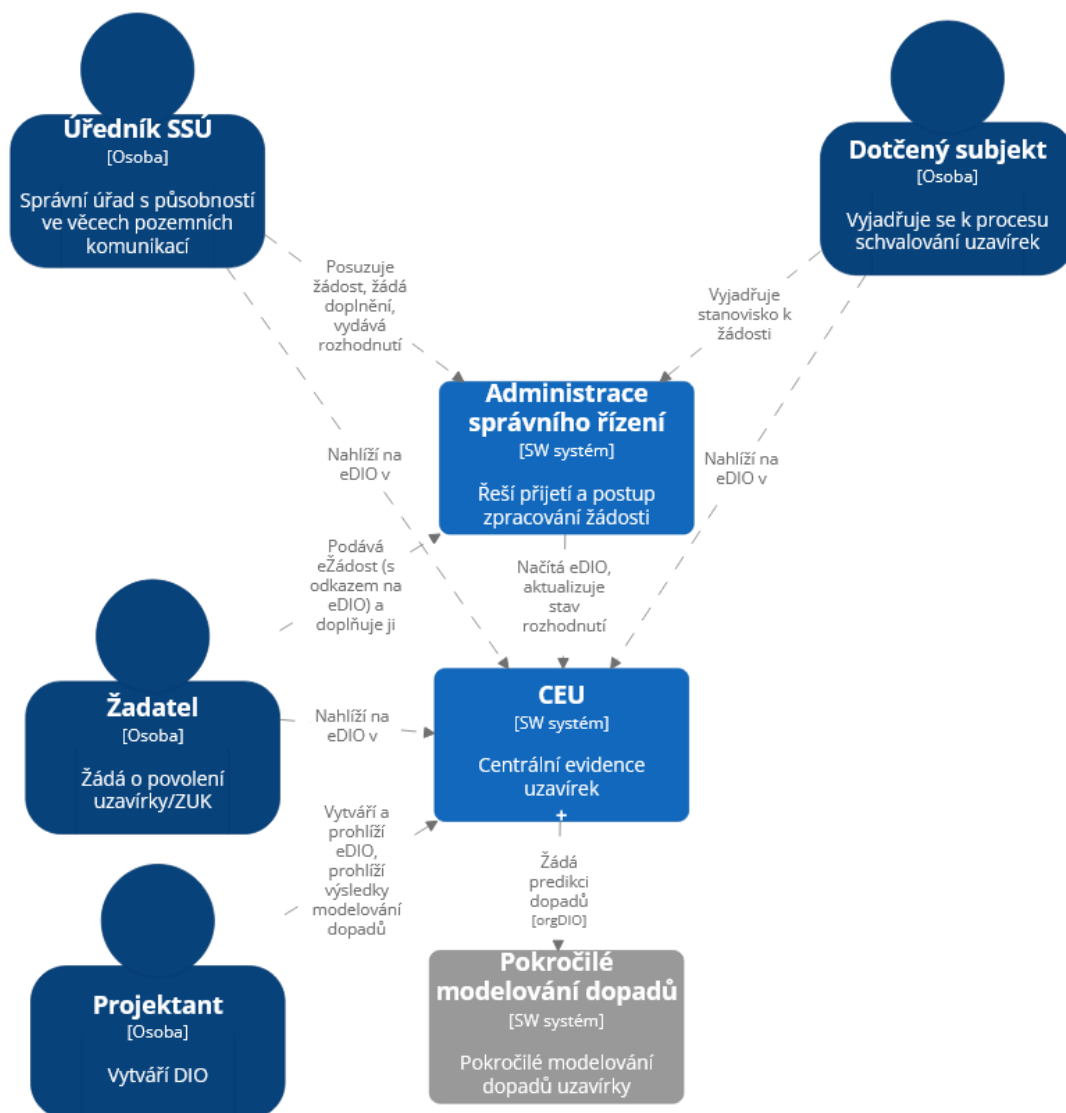 Úředník SSÚ
[Osoba]
Správní úřad s působností
ve věcech pozemních
komunikací
Dotčený subjekt
[Osoba]
Vyjadřuje se k procesu
schvalování uzavírek
Posuzuje
žádost, žádá
doplnění,
vydává
rozhodnutí
Vyjadřuje
stanovisko k
žádosti
Administrace
správního řízení
[SW systém]
Řeší přijetí a postup
zpracování žádosti
Nahlíží na
eDIO v
Nahlíží na
eDIO v
Podává
eŽádost (s
odkazem na
eDIO) a
doplňuje ji
Načítá eDIO,
aktualizuje
stav
rozhodnutí
Žadatel
[Osoba]
Žádá o povolení
uzavírky/ZUK
Nahlíží na
eDIO v
CEU
[SW systém]
Centrální evidence
uzavírek
+
Vytváří a
prohlíží
eDIO,
prohlíží
výsledky
modelování
dopadů
Žádá
predikci
dopadů
[orgDIO]
Projektant
[Osoba]
Vytváří DIO
Pokročilé
modelování dopadů
[SW systém]
Pokročilé modelování
dopadů uzavírky